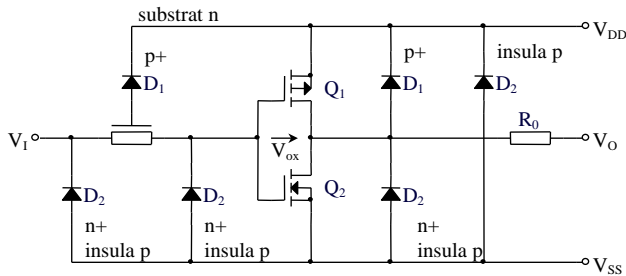 substrat n
V_DD
p+
p+
insula p
D_1
Q_1
D_1
D_2
V_I
V_ox
R_0
V_O
D_2
D_2
Q_2
D_2
n+
insula p
n+
insula p
n+
insula p
V_SS